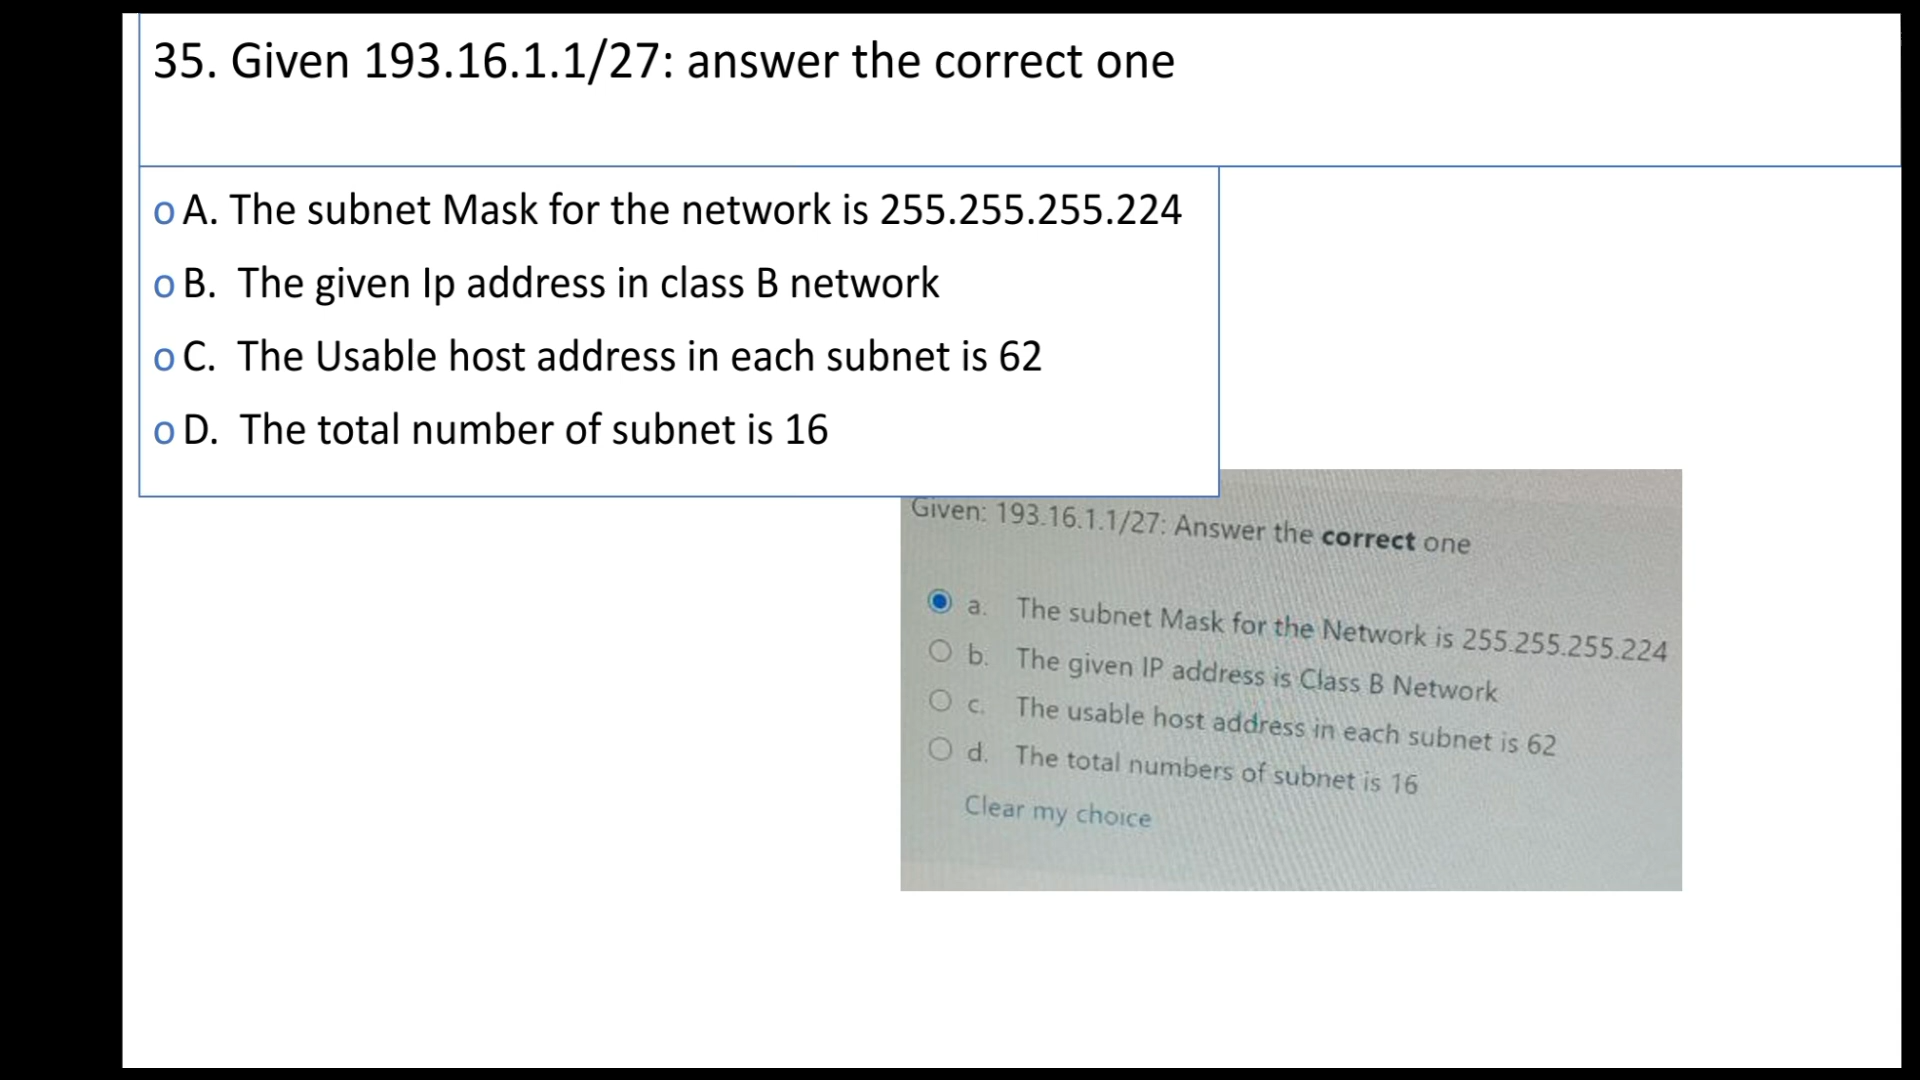 35. Given 193.16.1.1/27: answer the correct one
o A. The subnet Mask for the network is 255.255.255.224
o B. The given Ip address in class B network
o C. The Usable host address in each subnet is 62
o D. The total number of subnet is 16
Given: 193.16.1.1/27: Answer the correct one
a. The subnet Mask for the Network is 255.255.255.224
b. The given IP address is Class B Network
c. The usable host address in each subnet is 62
d. The total numbers of subnet is 16
Clear my choice